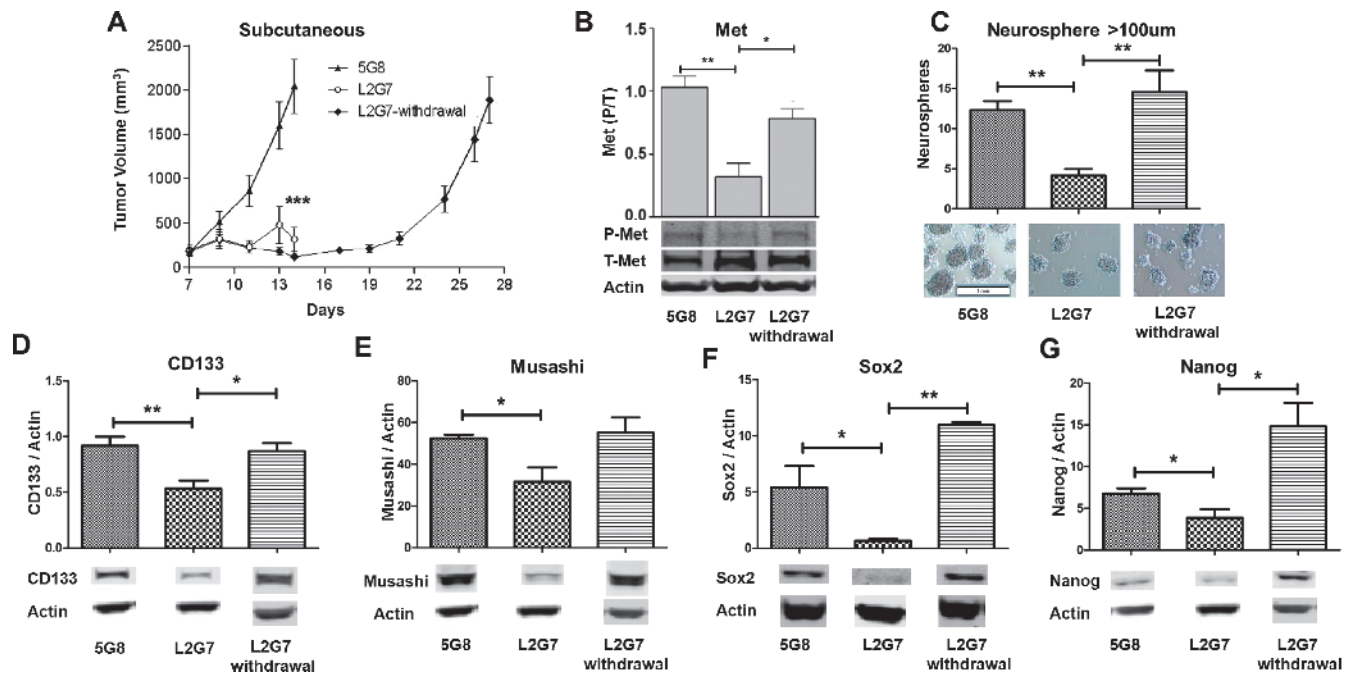 A
Subcutaneous
Tumor Volume (mm³)
2500
2000
1500
1000
500
0
5G8
L2G7
L2G7-withdrawal
***
7 10 13 16 19 22 25 28
Days
B
Met
Met (P/T)
1.5
1.0
0.5
0.0
** *
P-Met
T-Met
Actin
5G8 L2G7 L2G7
withdrawal
C
Neurosphere >100um
Neurospheres
20
15
10
5
0
** **
5G8 L2G7 L2G7
withdrawal
D
CD133
CD133 / Actin
1.5
1.0
0.5
0.0
** *
CD133
Actin
5G8 L2G7 L2G7
withdrawal
E
Musashi
Musashi / Actin
80
60
40
20
0
*
Musashi
Actin
5G8 L2G7 L2G7
withdrawal
F
Sox2
Sox2 / Actin
15
10
5
0
* **
Sox2
Actin
5G8 L2G7 L2G7
withdrawal
G
Nanog
Nanog / Actin
20
15
10
5
0
* *
Nanog
Actin
5G8 L2G7 L2G7
withdrawal